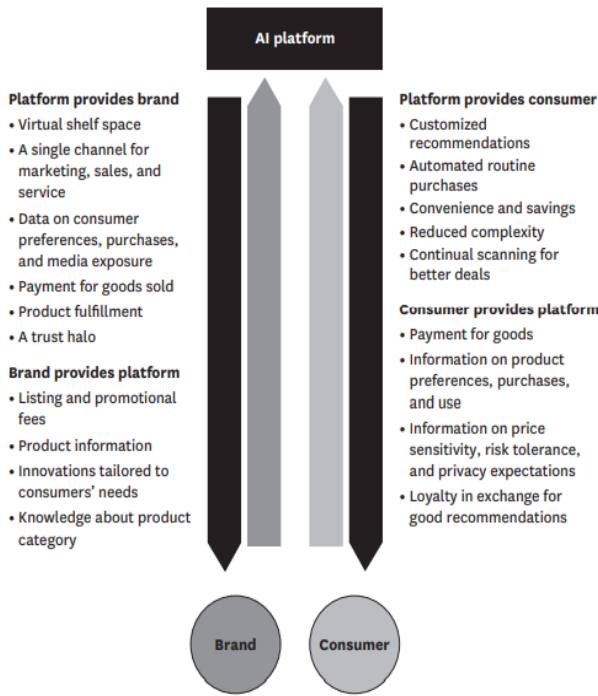 AI platform
Platform provides brand
• Virtual shelf space
• A single channel for
marketing, sales, and
service
• Data on consumer
preferences, purchases,
and media exposure
• Payment for goods sold
• Product fulfillment
• A trust halo
Brand provides platform
• Listing and promotional
fees
• Product information
• Innovations tailored to
consumers’ needs
• Knowledge about product
category
Platform provides consumer
• Customized
recommendations
• Automated routine
purchases
• Convenience and savings
• Reduced complexity
• Continual scanning for
better deals
Consumer provides platform
• Payment for goods
• Information on product
preferences, purchases,
and use
• Information on price
sensitivity, risk tolerance,
and privacy expectations
• Loyalty in exchange for
good recommendations
Brand
Consumer